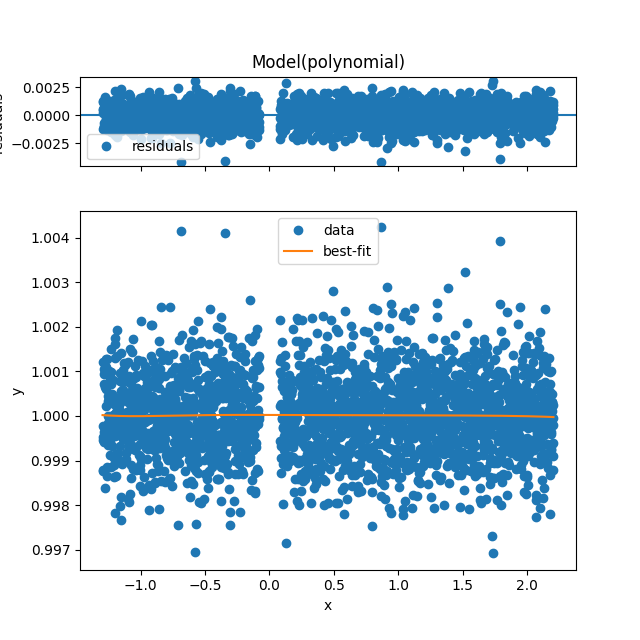 Model(polynomial)
0.0025
0.0000
−0.0025
residuals
residuals
1.004
1.003
1.002
1.001
1.000
0.999
0.998
0.997
y
data
best-fit
−1.0 −0.5 0.0 0.5 1.0 1.5 2.0
x